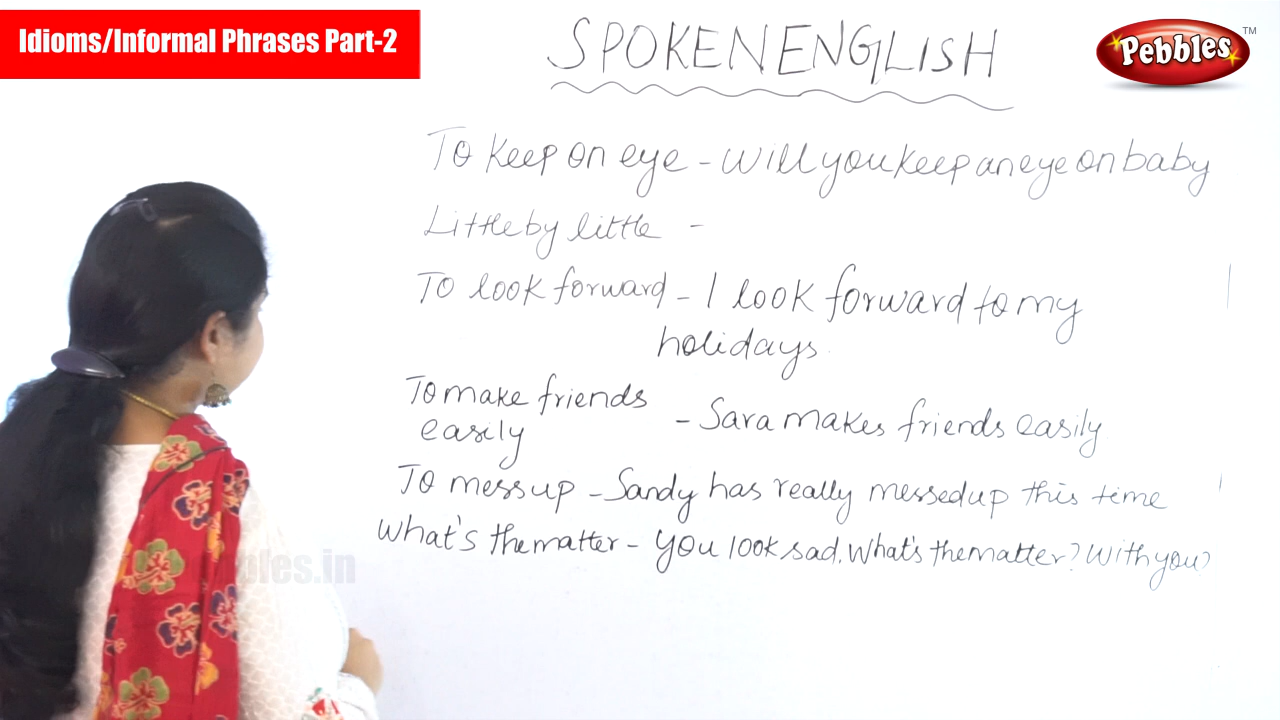 Idioms/Informal Phrases Part-2
SPOKEN ENGLISH
Pebbles TM
To keep on eye - will you keep an eye on baby
Little by little -
To look forward - I look forward to my
holidays.
To make friends
easily - Sara makes friends easily
To mess up - Sandy has really messed up this time
What's the matter - you look sad. What's the matter? With you?
bles.in